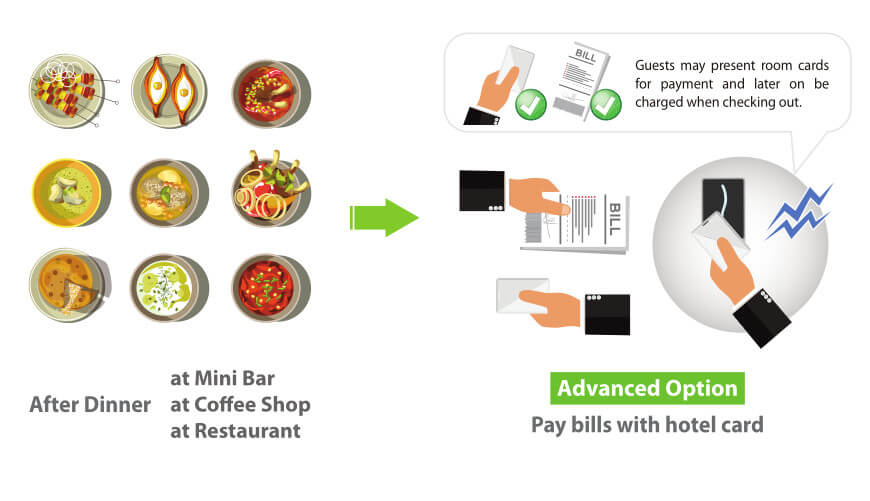 BILL
Guests may present room cards
for payment and later on be
charged when checking out.
BILL
After Dinner
at Mini Bar
at Coffee Shop
at Restaurant
Advanced Option
Pay bills with hotel card